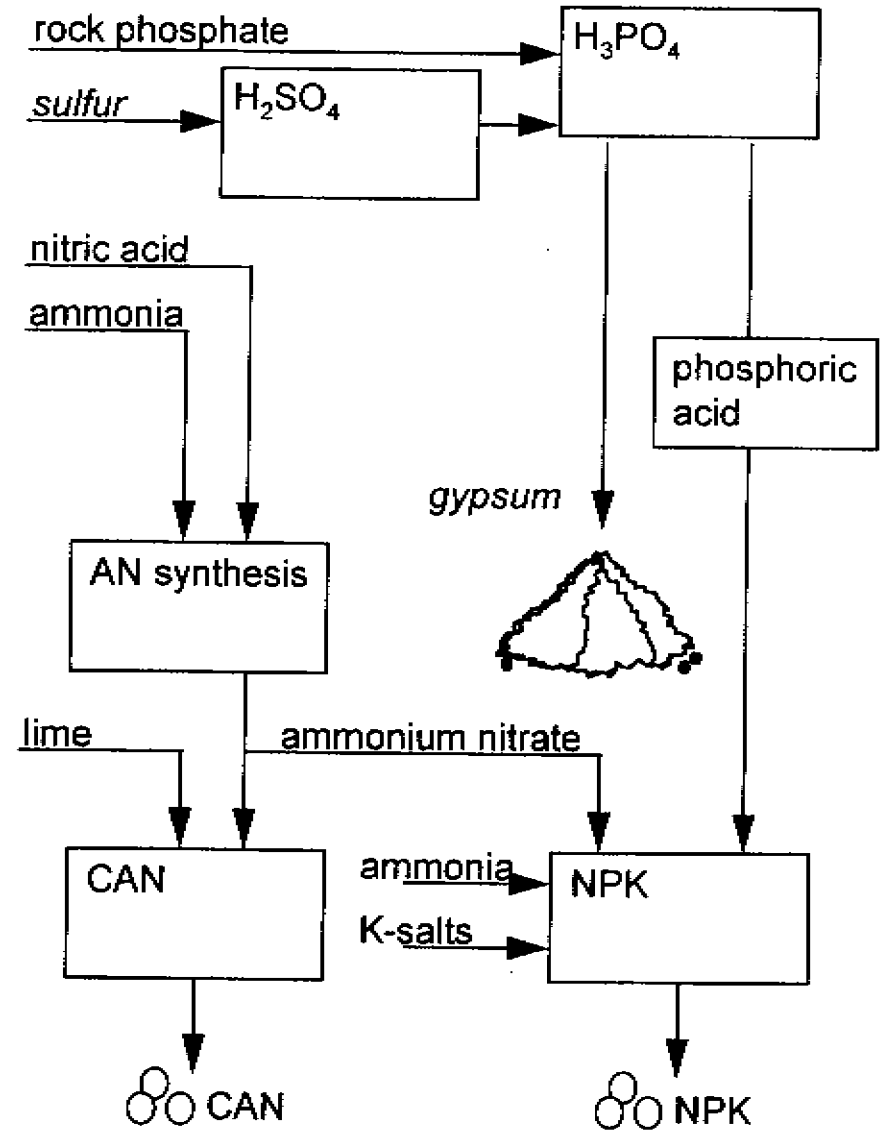 rock phosphate
H₃PO₄
sulfur
H₂SO₄
nitric acid
ammonia
phosphoric
acid
gypsum
AN synthesis
lime
ammonium nitrate
CAN
ammonia
NPK
K-salts
CAN
NPK